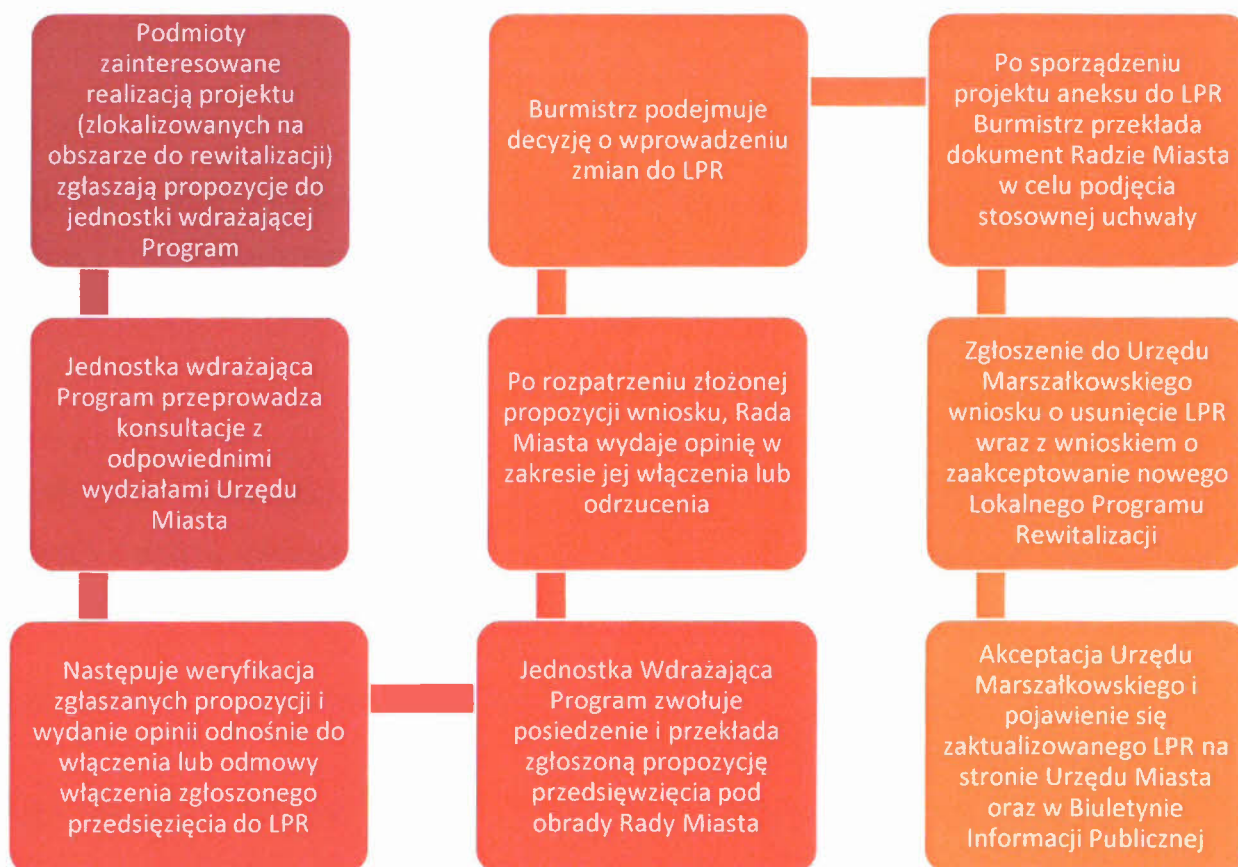 Podmioty
zainteresowane
realizacją projektu
(zlokalizowanych na
obszarze do rewitalizacji)
zgłaszają propozycje do
jednostki wdrażającej
Program
Jednostka wdrażająca
Program przeprowadza
konsultacje z
odpowiednimi
wydziałami Urzędu
Miasta
Następuje weryfikacja
zgłaszanych propozycji i
wydanie opinii odnośnie do
włączenia lub odmowy
włączenia zgłoszonego
przedsięzięcia do LPR
Jednostka Wdrażająca
Program zwołuje
posiedzenie i przekłada
zgłoszoną propozycję
przedsięwzięcia pod
obrady Rady Miasta
Po rozpatrzeniu złożonej
propozycji wniosku, Rada
Miasta wydaje opinię w
zakresie jej włączenia lub
odrzucenia
Burmistrz podejmuje
decyzję o wprowadzeniu
zmian do LPR
Po sporządzeniu
projektu aneksu do LPR
Burmistrz przekłada
dokument Radzie Miasta
w celu podjęcia
stosownej uchwały
Zgłoszenie do Urzędu
Marszałkowskiego
wniosku o usunięcie LPR
wraz z wnioskiem o
zaakceptowanie nowego
Lokalnego Programu
Rewitalizacji
Akceptacja Urzędu
Marszałkowskiego i
pojawienie się
zaktualizowanego LPR na
stronie Urzędu Miasta
oraz w Biuletynie
Informacji Publicznej